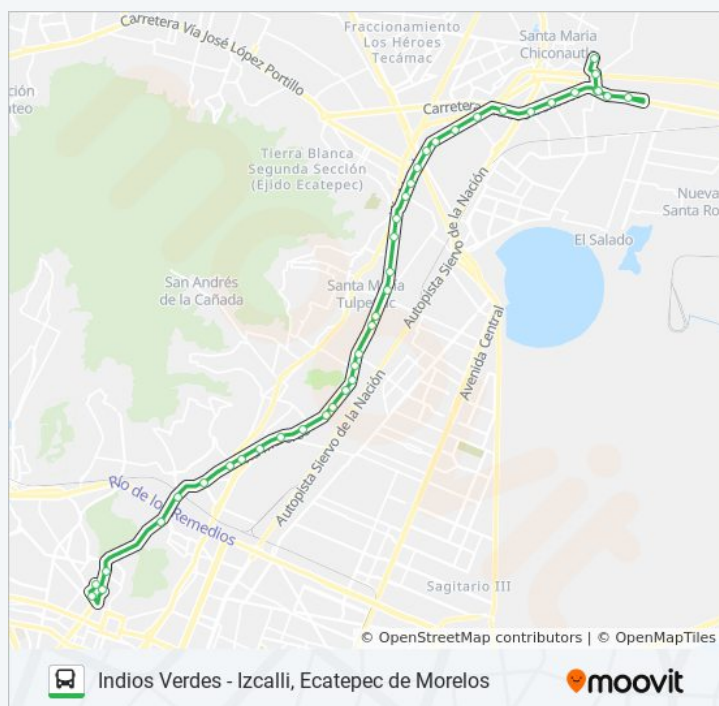 Carretera Vía José López Portillo
Fraccionamiento
Los Héroes
Tecámac
Santa María
Chiconautla
Carretera
Tierra Blanca
Segunda Sección
(Ejido Ecatepec)
Nueva
Santa Ro
El Salado
San Andrés
de la Cañada
Santa María
Tulpetlac
Autopista Siervo de la Nación
Avenida Central
Autopista Siervo de la Nación
Río de los Remedios
Sagitario III
© OpenStreetMap contributors | © OpenMapTiles
Indios Verdes - Izcalli, Ecatepec de Morelos
moovit